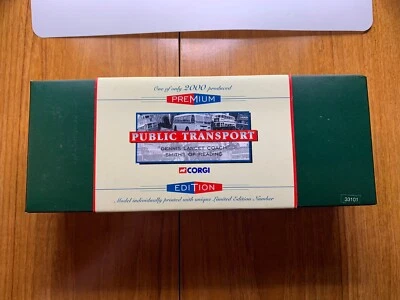 One of only 2000 produced
PREMIUM
PUBLIC TRANSPORT
DENNIS LANCET COACH
SMITHS OF READING
CORGI
EDITION
Model individually printed with unique Limited Edition Number
33101